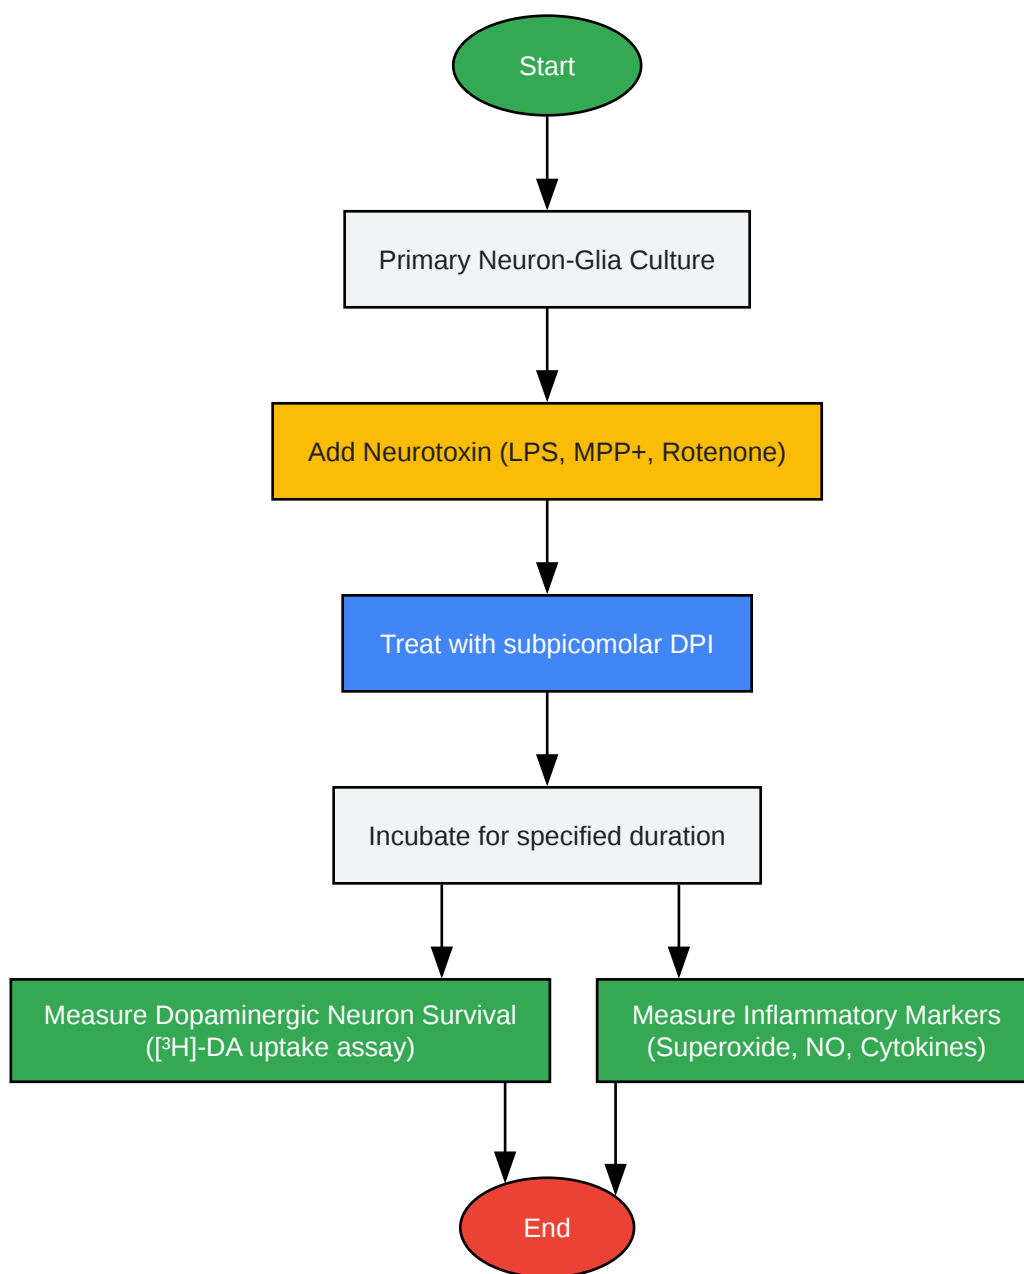 Start
Primary Neuron-Glia Culture
Add Neurotoxin (LPS, MPP+, Rotenone)
Treat with subpicomolar DPI
Incubate for specified duration
Measure Dopaminergic Neuron Survival
([³H]-DA uptake assay)
Measure Inflammatory Markers
(Superoxide, NO, Cytokines)
End